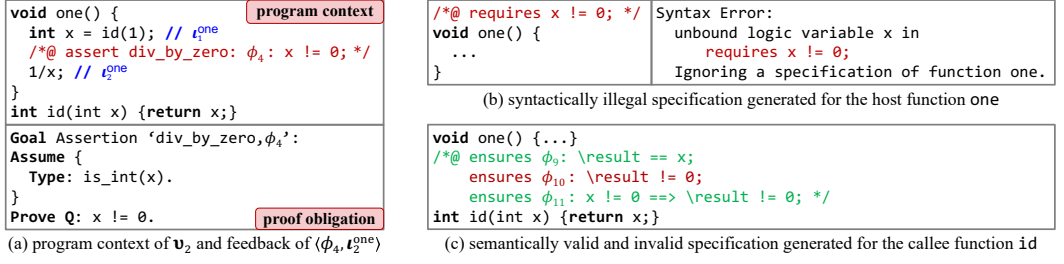 void one() {
program context
int x = id(1); // 𝜾₁ᵒⁿᵉ
/*@ assert div_by_zero: ϕ₄: x != 0; */
1/x; // 𝜾₂ᵒⁿᵉ
}
int id(int x) {return x;}
Goal Assertion ‘div_by_zero,ϕ₄’:
Assume {
Type: is_int(x).
}
Prove Q: x != 0.
proof obligation
(a) program context of 𝛖₂ and feedback of ⟨ϕ₄, 𝜾₂ᵒⁿᵉ⟩
/*@ requires x != 0; */
void one() {
...
}
Syntax Error:
unbound logic variable x in
requires x != 0;
Ignoring a specification of function one.
(b) syntactically illegal specification generated for the host function one
void one() {...}
/*@ ensures ϕ₉: \result == x;
ensures ϕ₁₀: \result != 0;
ensures ϕ₁₁: x != 0 ==> \result != 0; */
int id(int x) {return x;}
(c) semantically valid and invalid specification generated for the callee function id